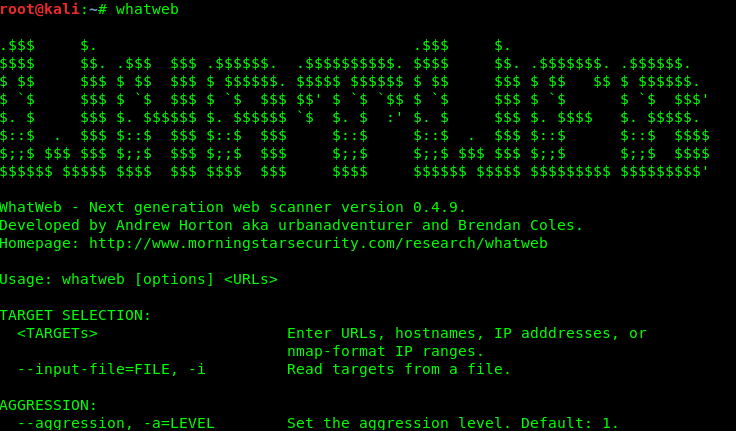 root@kali:~# whatweb
.$$$     $.                                   .$$$     $.
$$$$     $$. .$$$  $$$ .$$$$$$.  .$$$$$$$$$$. $$$$     $$. .$$$$$$$. .$$$$$$.
$ $$     $$$ $ $$  $$$ $ $$$$$$. $$$$$ $$$$$$ $ $$     $$$ $ $$   $$ $ $$$$$$.
$ `$     $$$ $ `$  $$$ $ `$  $$$ $$' $ `$ `$$ $ `$     $$$ $ `$      $ `$  $$$'
$. $     $$$ $. $$$$$$ $. $$$$$$ `$  $. $  :' $. $     $$$ $. $$$$   $. $$$$$.
$::$  .  $$$ $::$  $$$ $::$  $$$     $::$     $::$  .  $$$ $::$      $::$  $$$$
$;;$ $$$ $$$ $;;$  $$$ $;;$  $$$     $;;$     $;;$ $$$ $$$ $;;$      $;;$  $$$$
$$$$$$ $$$$$ $$$$  $$$ $$$$  $$$     $$$$     $$$$$$ $$$$$ $$$$$$$$$ $$$$$$$$$'
WhatWeb - Next generation web scanner version 0.4.9.
Developed by Andrew Horton aka urbanadventurer and Brendan Coles.
Homepage: http://www.morningstarsecurity.com/research/whatweb
Usage: whatweb [options] <URLs>
TARGET SELECTION:
  <TARGETs>                     Enter URLs, hostnames, IP adddresses, or
                                nmap-format IP ranges.
  --input-file=FILE, -i         Read targets from a file.
AGGRESSION:
  --aggression, -a=LEVEL        Set the aggression level. Default: 1.